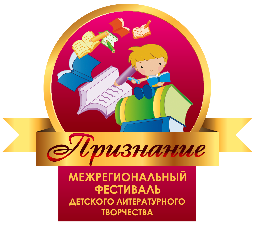 Признание
МЕЖРЕГИОНАЛЬНЫЙ
ФЕСТИВАЛЬ
ДЕТСКОГО ЛИТЕРАТУРНОГО
ТВОРЧЕСТВА